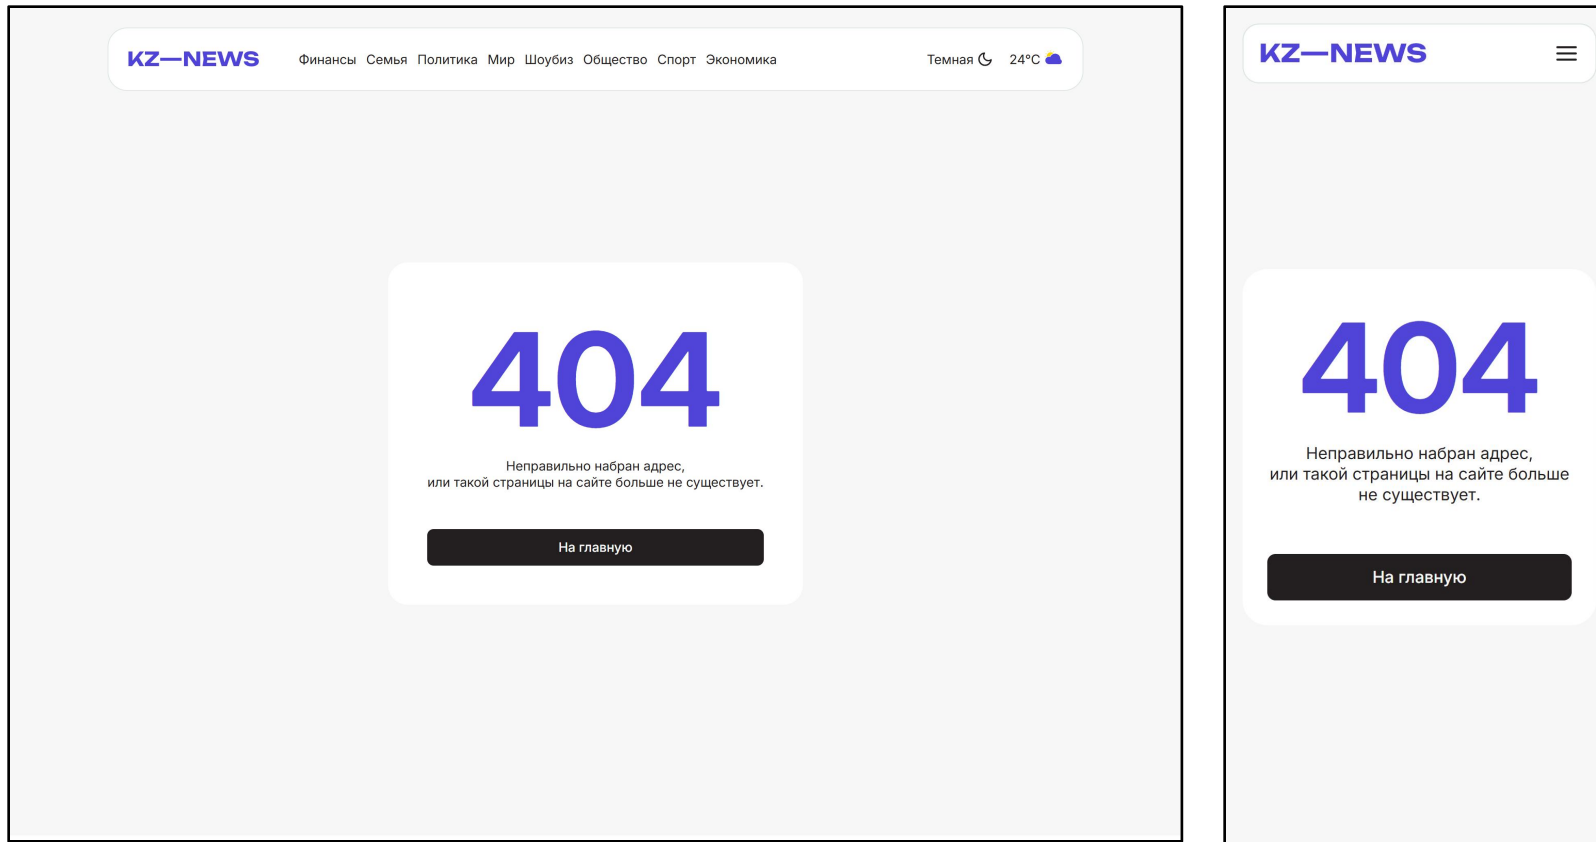 KZ—NEWS
Финансы Семья Политика Мир Шоубиз Общество Спорт Экономика
Темная 24°C
404
Неправильно набран адрес,
или такой страницы на сайте больше не существует.
На главную
KZ—NEWS
404
Неправильно набран адрес,
или такой страницы на сайте больше
не существует.
На главную